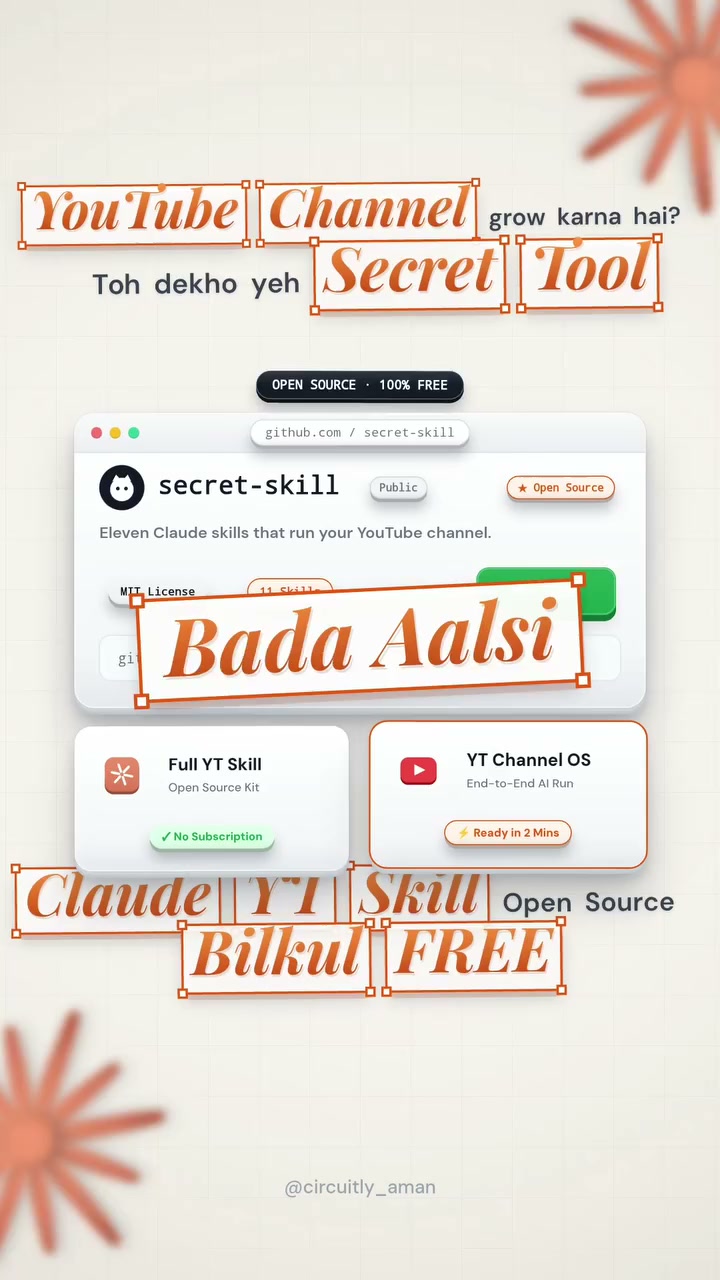 YouTube Channel grow karna hai?
Toh dekho yeh Secret Tool
OPEN SOURCE · 100% FREE
github.com / secret-skill
secret-skill
Public
★ Open Source
Eleven Claude skills that run your YouTube channel.
MIT License
11 Skills
Bada Aalsi
Full YT Skill
Open Source Kit
✓ No Subscription
YT Channel OS
End-to-End AI Run
⚡ Ready in 2 Mins
Claude YT Skill Open Source
Bilkul FREE
@circuitly_aman